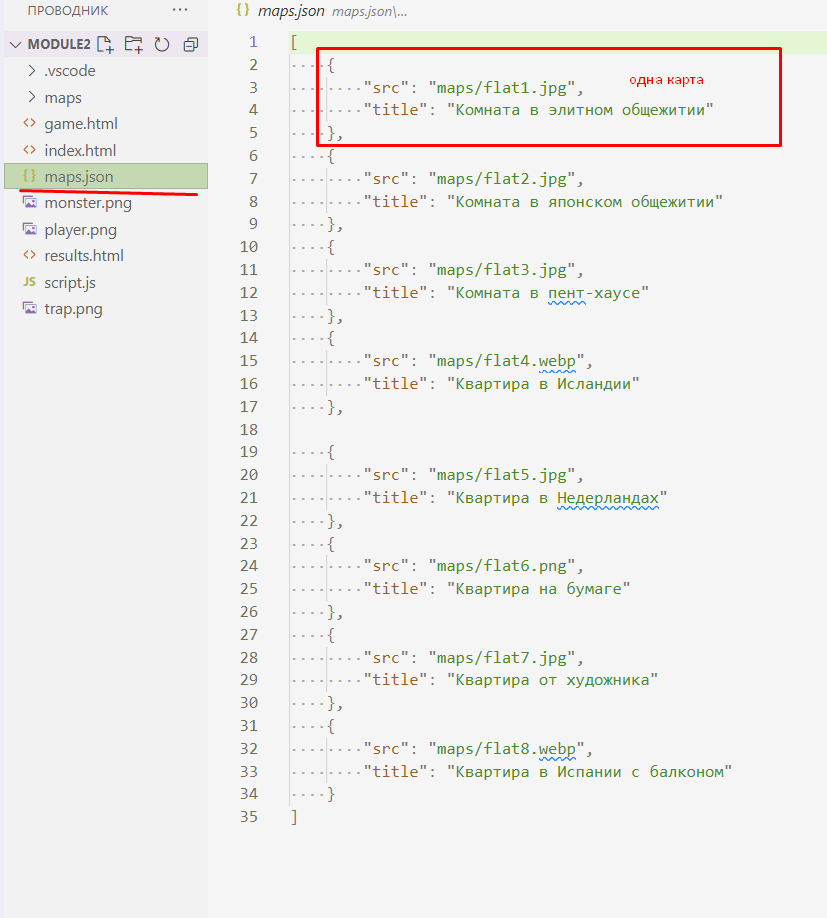 ПРОВОДНИК ···
MODULE2
.vscode
maps
<> game.html
<> index.html
{} maps.json
monster.png
player.png
<> results.html
JS script.js
trap.png
{} maps.json maps.json\...
1 [
2 {
3 "src": "maps/flat1.jpg", одна карта
4 "title": "Комната в элитном общежитии"
5 },
6 {
7 "src": "maps/flat2.jpg",
8 "title": "Комната в японском общежитии"
9 },
10 {
11 "src": "maps/flat3.jpg",
12 "title": "Комната в пент-хаусе"
13 },
14 {
15 "src": "maps/flat4.webp",
16 "title": "Квартира в Исландии"
17 },
18
19 {
20 "src": "maps/flat5.jpg",
21 "title": "Квартира в Недерландах"
22 },
23 {
24 "src": "maps/flat6.png",
25 "title": "Квартира на бумаге"
26 },
27 {
28 "src": "maps/flat7.jpg",
29 "title": "Квартира от художника"
30 },
31 {
32 "src": "maps/flat8.webp",
33 "title": "Квартира в Испании с балконом"
34 }
35 ]